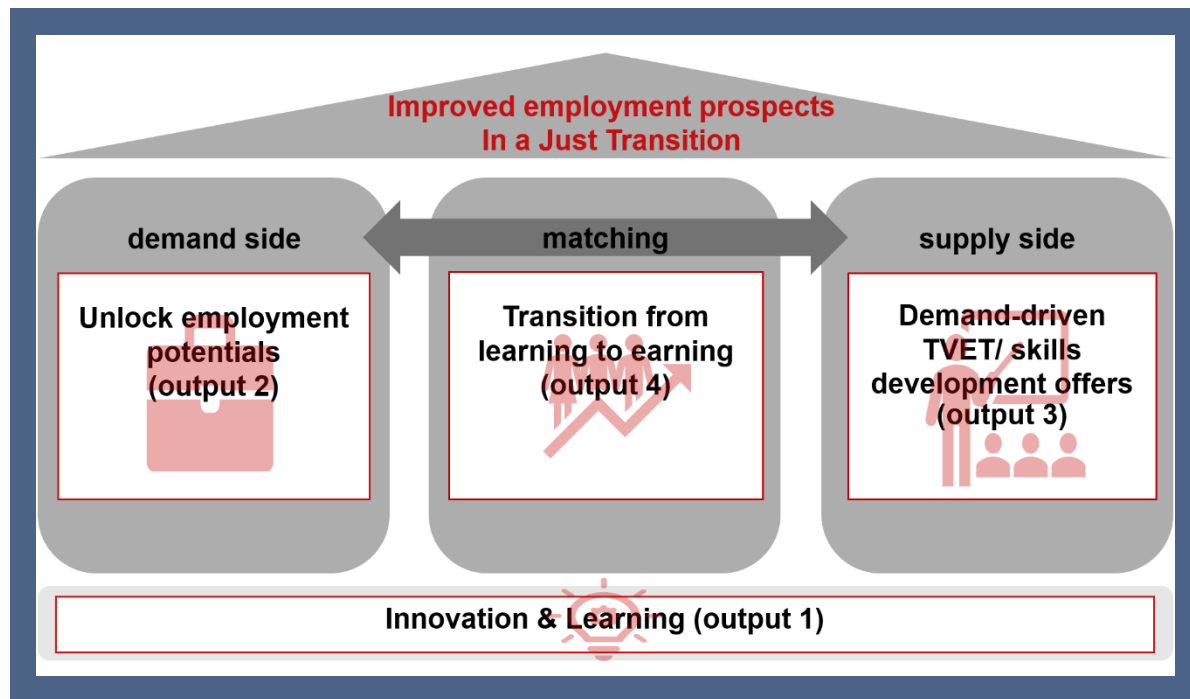 Improved employment prospects
In a Just Transition
demand side
matching
supply side
Unlock employment
potentials
(output 2)
Transition from
learning to earning
(output 4)
Demand-driven
TVET/ skills
development offers
(output 3)
Innovation & Learning (output 1)